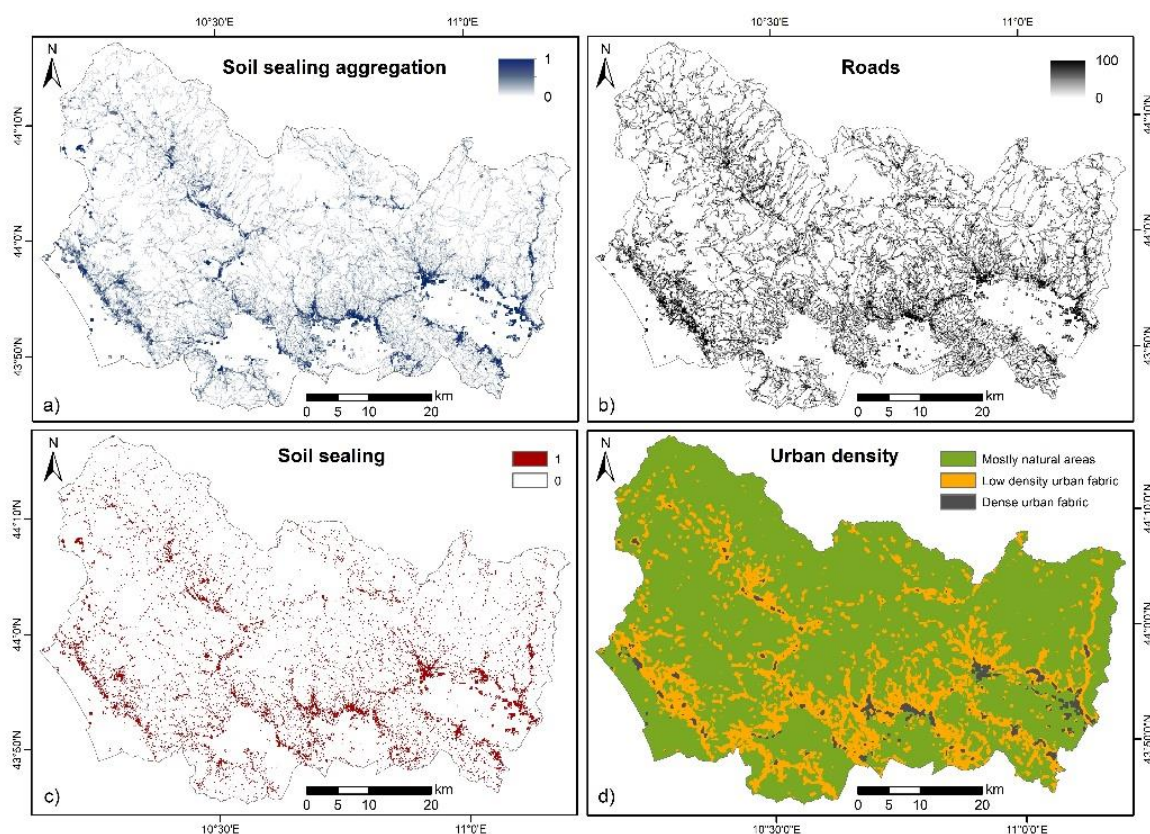 10°30'E 11°0'E 10°30'E 11°0'E
N Soil sealing aggregation 1
0
44°10'N
44°0'N
43°50'N
a) km
0 5 10 20
N Roads 100
0
44°10'N
44°0'N
43°50'N
b) km
0 5 10 20
N Soil sealing 1
0
44°10'N
44°0'N
43°50'N
c) km
0 5 10 20
N Urban density Mostly natural areas
Low density urban fabric
Dense urban fabric
44°10'0"N
44°0'0"N
43°50'0"N
d) km
0 5 10 20
10°30'E 11°0'E 10°30'0"E 11°0'0"E